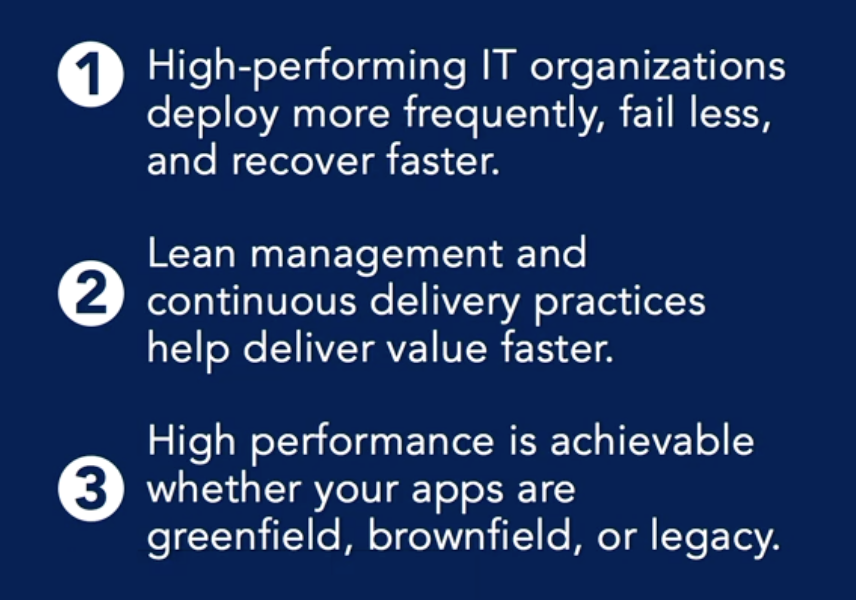 1 High-performing IT organizations
deploy more frequently, fail less,
and recover faster.
2 Lean management and
continuous delivery practices
help deliver value faster.
3 High performance is achievable
whether your apps are
greenfield, brownfield, or legacy.